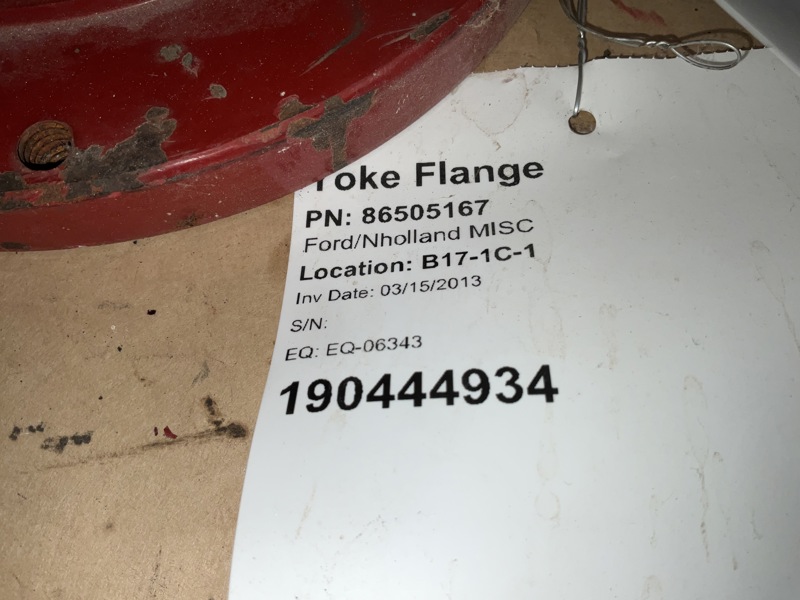 Yoke Flange
PN: 86505167
Ford/Nholland MISC
Location: B17-1C-1
Inv Date: 03/15/2013
S/N:
EQ: EQ-06343
190444934